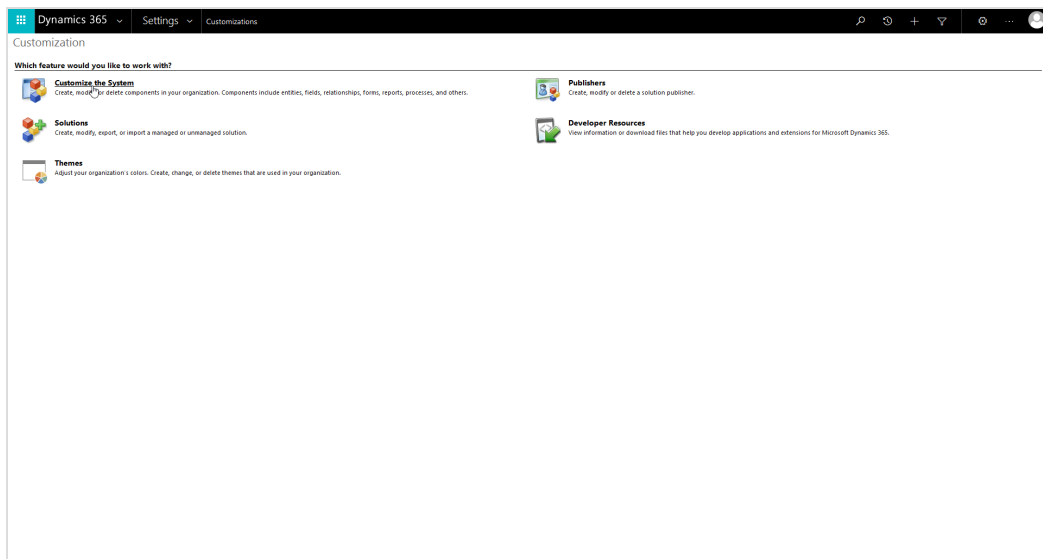 Dynamics 365 Settings Customizations
Customization
Which feature would you like to work with?
Customize the System
Create, modify or delete components in your organization. Components include entities, fields, relationships, forms, reports, processes, and others.
Publishers
Create, modify or delete a solution publisher.
Solutions
Create, modify, export, or import a managed or unmanaged solution.
Developer Resources
View information or download files that help you develop applications and extensions for Microsoft Dynamics 365.
Themes
Adjust your organization's colors. Create, change, or delete themes that are used in your organization.